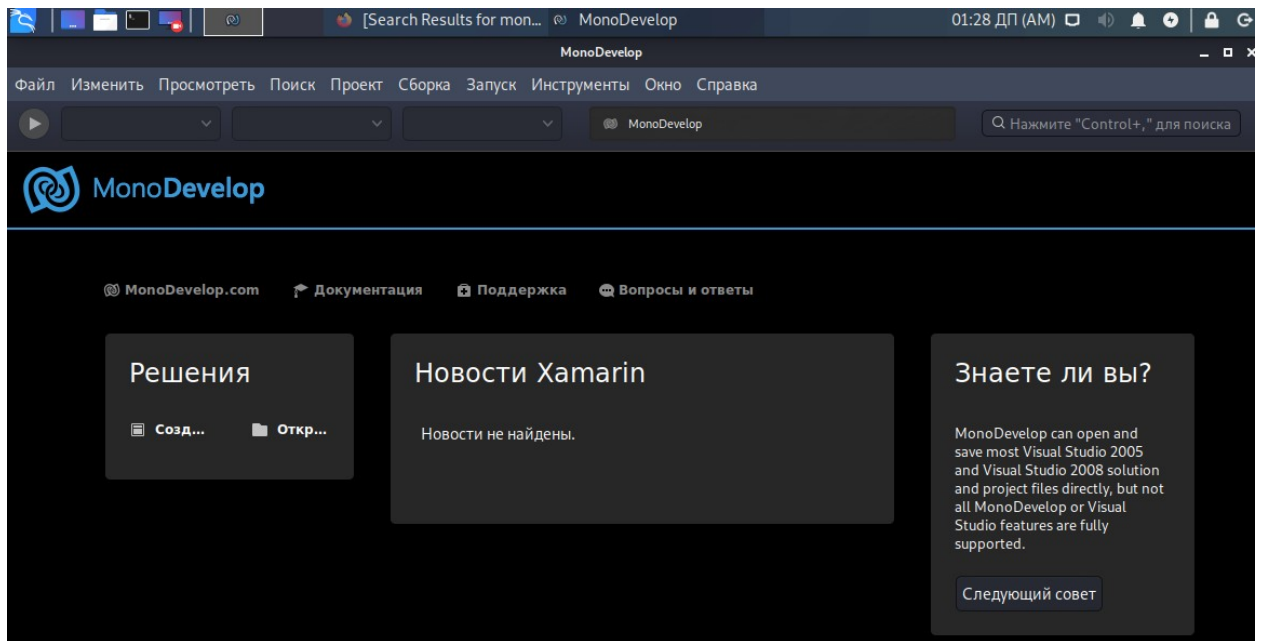 [Search Results for mon... MonoDevelop 01:28 ДП (AM)
MonoDevelop
Файл Изменить Просмотреть Поиск Проект Сборка Запуск Инструменты Окно Справка
MonoDevelop Нажмите "Control+," для поиска
MonoDevelop
MonoDevelop.com Документация Поддержка Вопросы и ответы
Решения
Созд... Откр...
Новости Xamarin
Новости не найдены.
Знаете ли вы?
MonoDevelop can open and
save most Visual Studio 2005
and Visual Studio 2008 solution
and project files directly, but not
all MonoDevelop or Visual
Studio features are fully
supported.
Следующий совет